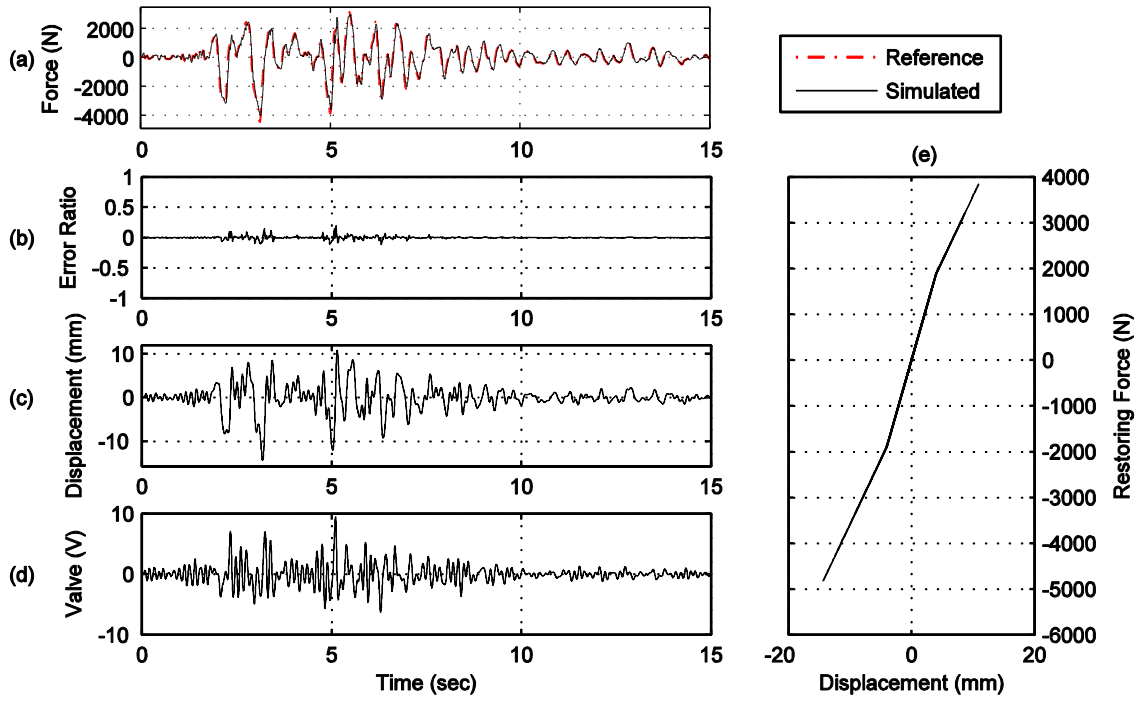 (a)
Force (N)
2000
0
-2000
-4000
0 5 10 15
Reference
Simulated
(b)
Error Ratio
1
0.5
0
-0.5
-1
0 5 10 15
(c)
Displacement (mm)
10
0
-10
0 5 10 15
(d)
Valve (V)
10
0
-10
0 5 10 15
Time (sec)
(e)
4000
3000
2000
1000
0
-1000
-2000
-3000
-4000
-5000
-6000
Restoring Force (N)
-20 0 20
Displacement (mm)